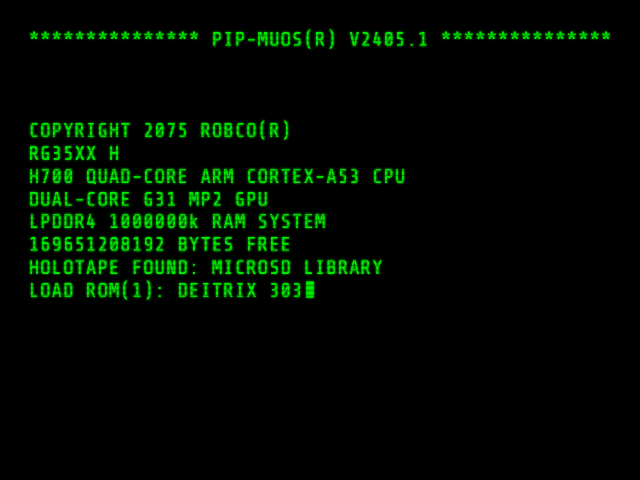 *************** PIP-MUOS(R) V2405.1 ***************
COPYRIGHT 2075 ROBCO(R)
RG35XX H
H700 QUAD-CORE ARM CORTEX-A53 CPU
DUAL-CORE G31 MP2 GPU
LPDDR4 1000000k RAM SYSTEM
169651208192 BYTES FREE
HOLOTAPE FOUND: MICROSD LIBRARY
LOAD ROM(1): DEITRIX 303